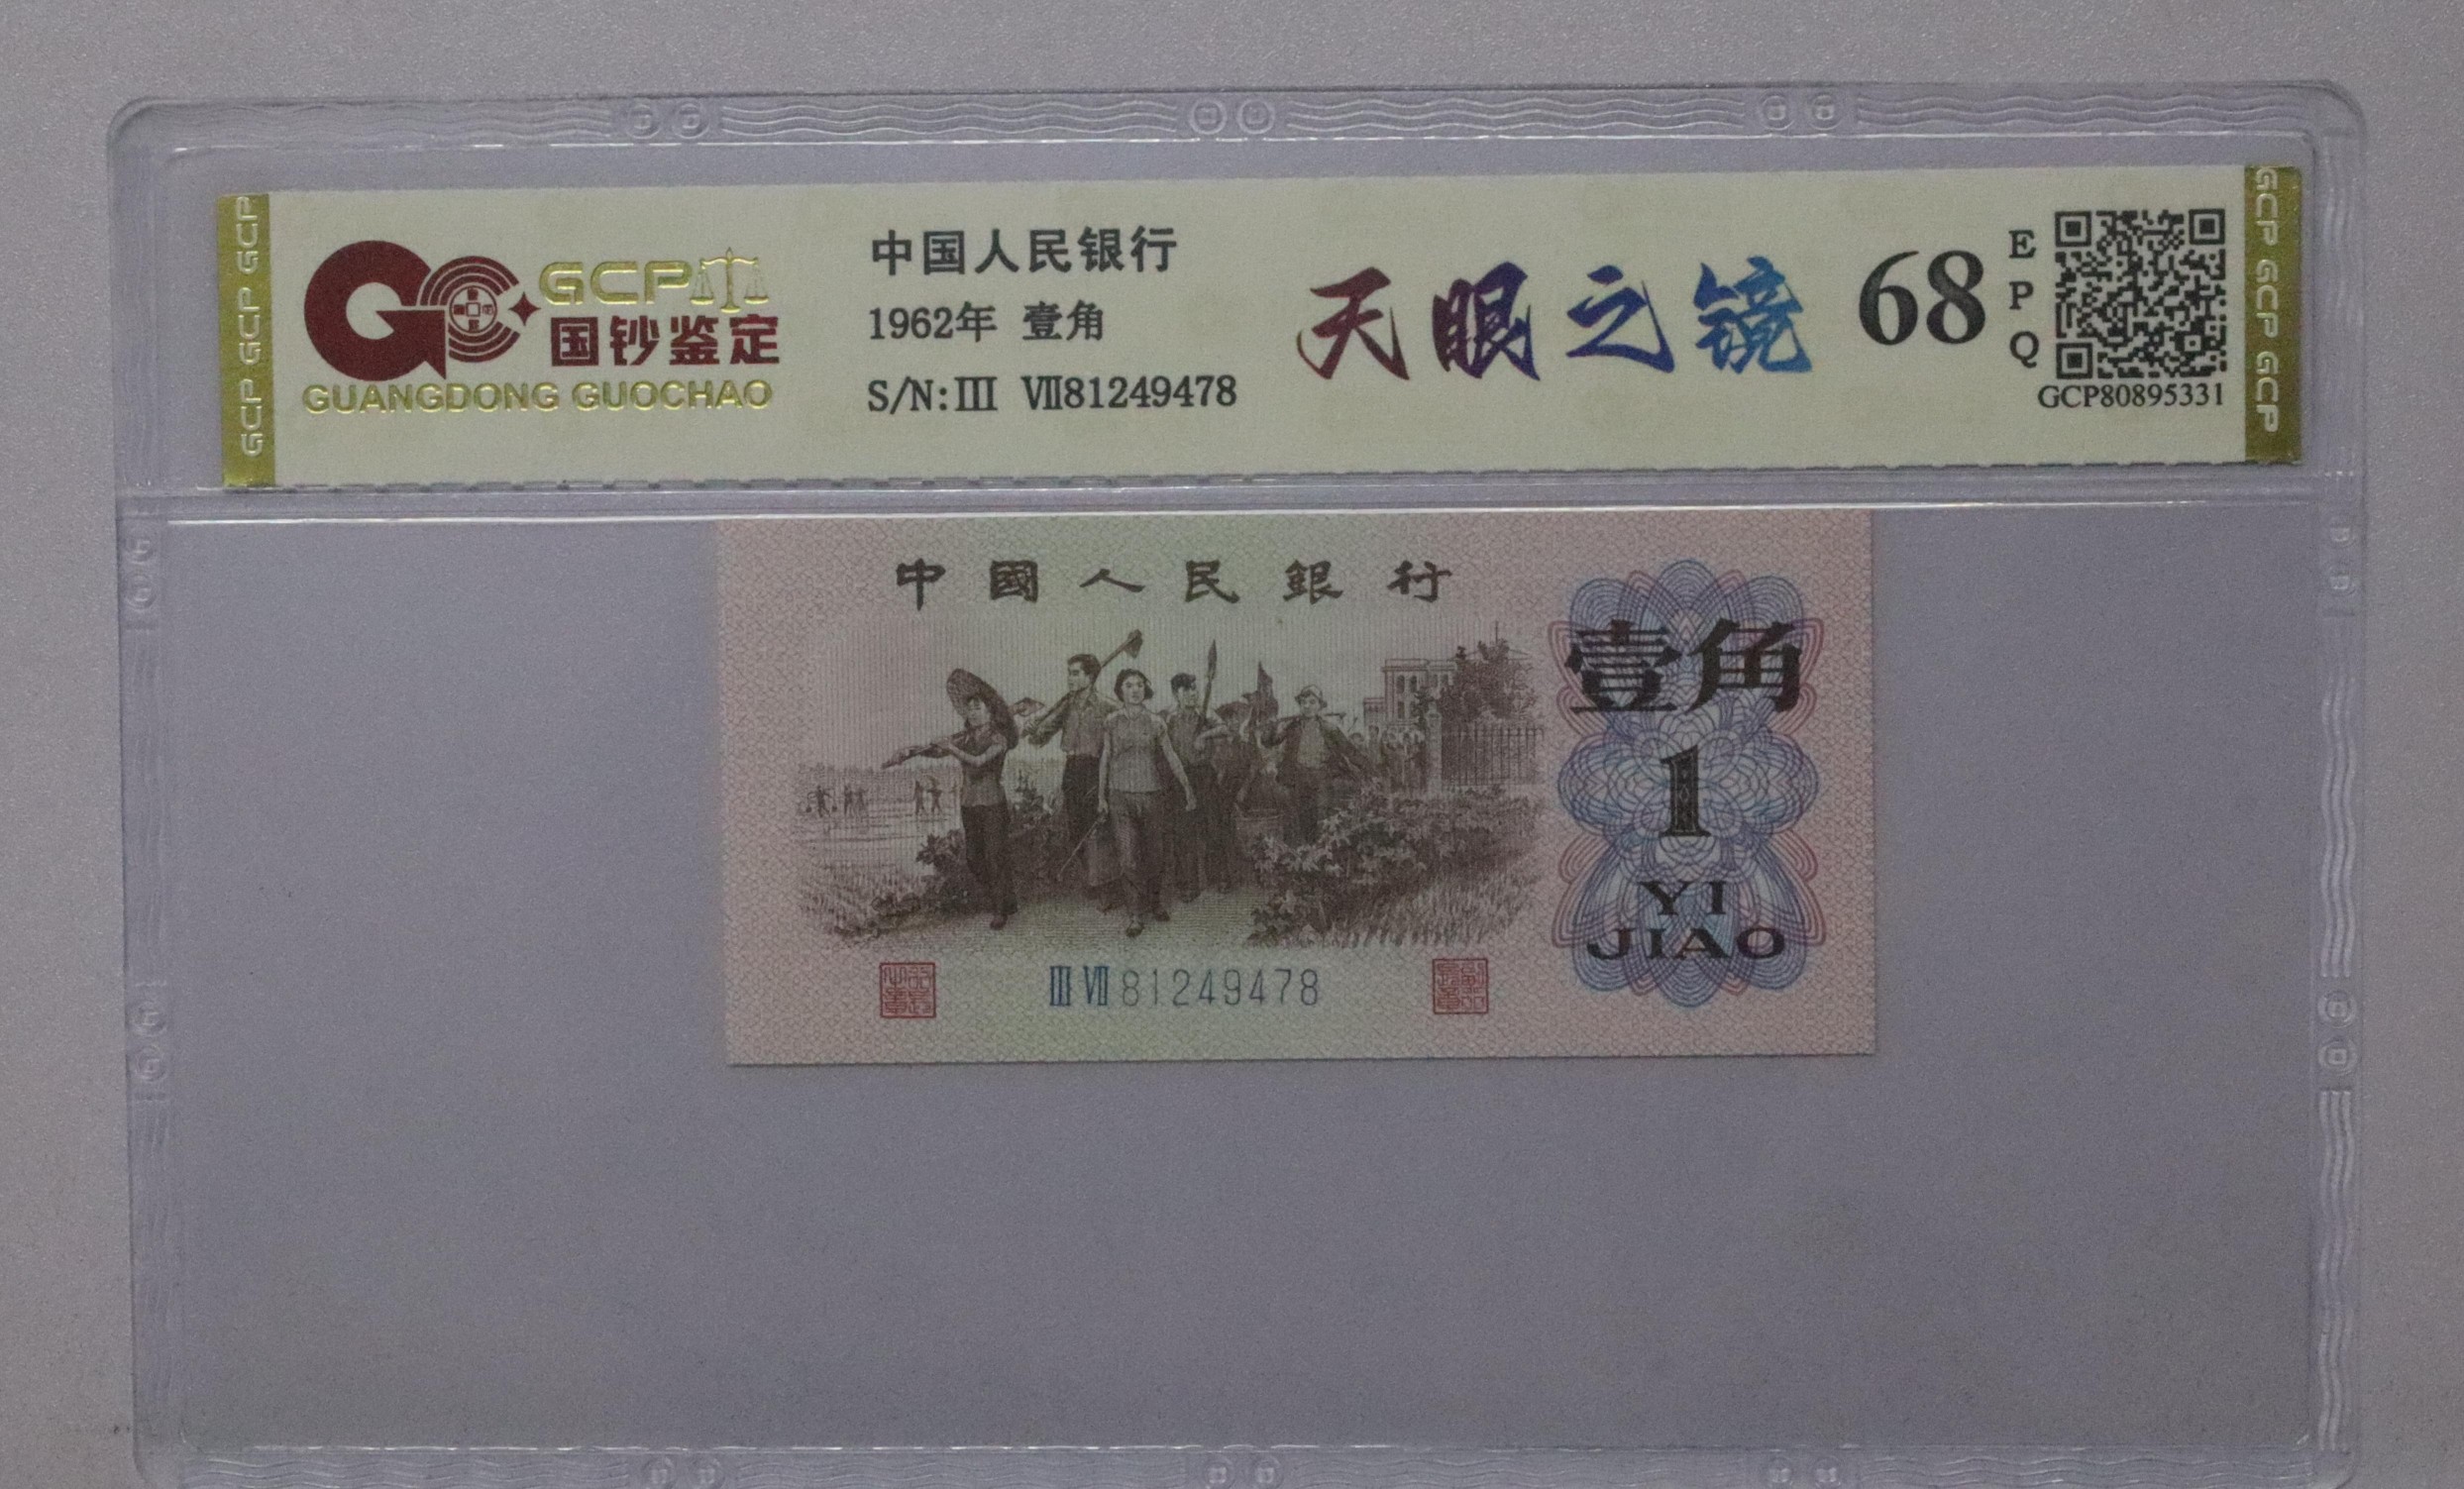 GCP GCP GCP
GCP
国钞鉴定
GUANGDONG GUOCHAO
中国人民银行
1962年 壹角
S/N:Ⅲ Ⅶ81249478
天眼之镜
68
EPQ
GCP80895331
GCP GCP GCP
中國人民銀行
壹角
1
YI
JIAO
Ⅲ Ⅶ 81249478